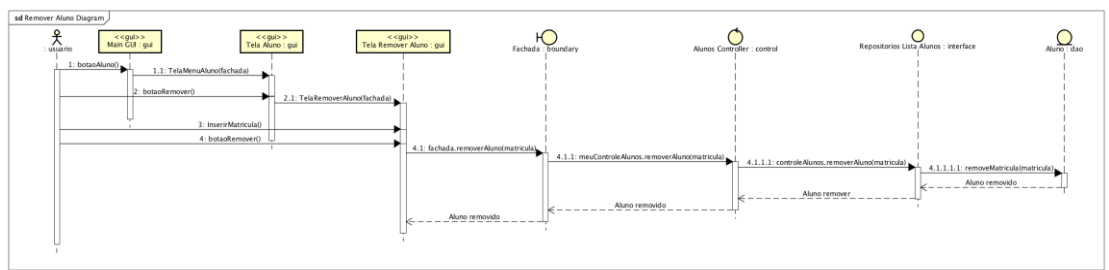 sd Remover Aluno Diagram
: usuario
<<gui>>
Main GUI : gui
<<gui>>
Tela Aluno : gui
<<gui>>
Tela Remover Aluno : gui
Fachada : boundary
Alunos Controller : control
Repositorios Lista Alunos : interface
Aluno : dao
1: botaoAluno()
1.1: TelaMenuAluno(fachada)
2: botaoRemover()
2.1: TelaRemoverAluno(fachada)
3: InserirMatricula()
4: botaoRemover()
4.1: fachada.removerAluno(matricula)
4.1.1: meuControleAlunos.removerAluno(matricula)
4.1.1.1: controleAlunos.removerAluno(matricula)
4.1.1.1.1: removeMatricula(matricula)
Aluno removido
Aluno remover
Aluno removido
Aluno removido